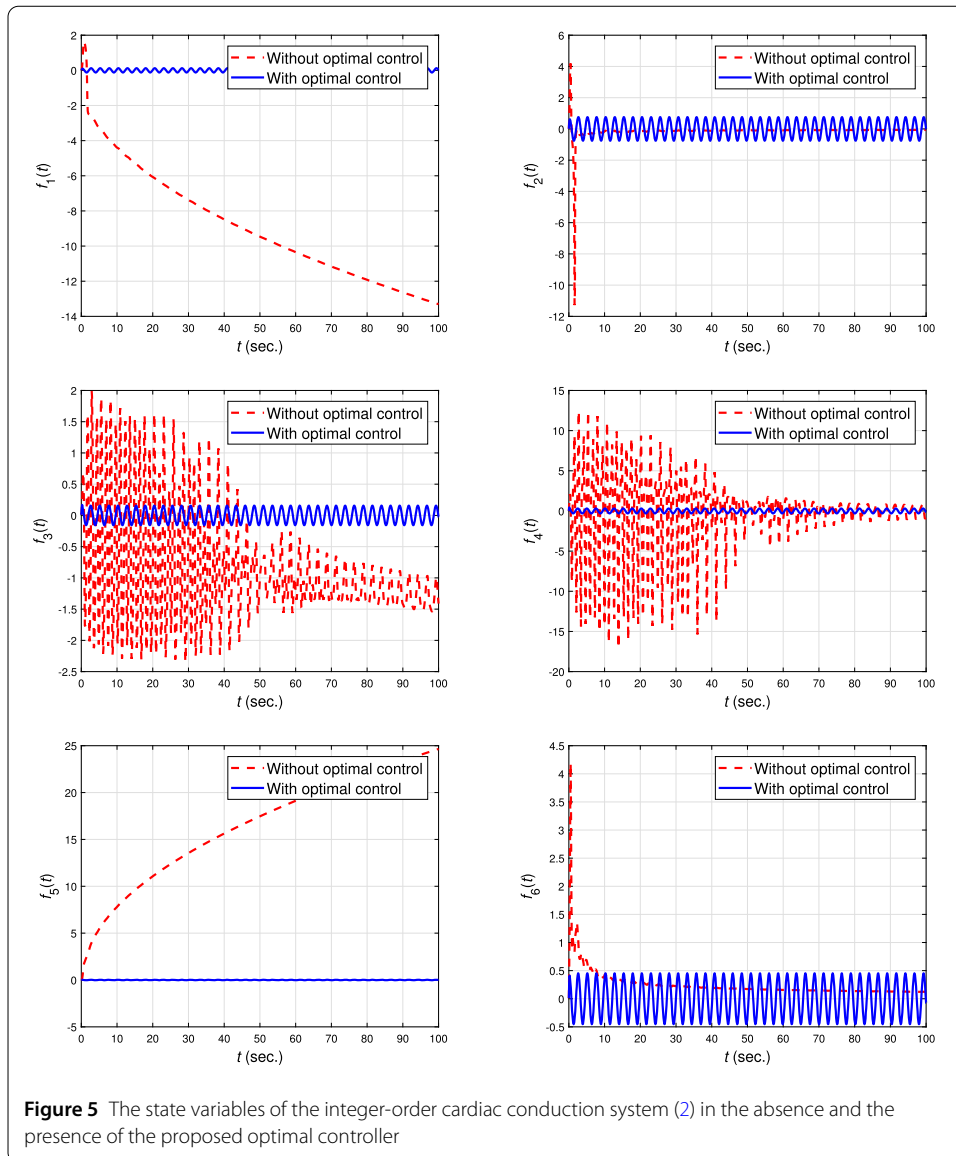 2
0
-2
-4
-6
-8
-10
-12
-14
f1(t)
0 10 20 30 40 50 60 70 80 90 100
t (sec.)
Without optimal control
With optimal control
6
4
2
0
-2
-4
-6
-8
-10
-12
f2(t)
0 10 20 30 40 50 60 70 80 90 100
t (sec.)
Without optimal control
With optimal control
2
1.5
1
0.5
0
-0.5
-1
-1.5
-2
-2.5
f3(t)
0 10 20 30 40 50 60 70 80 90 100
t (sec.)
Without optimal control
With optimal control
15
10
5
0
-5
-10
-15
-20
f4(t)
0 10 20 30 40 50 60 70 80 90 100
t (sec.)
Without optimal control
With optimal control
25
20
15
10
5
0
-5
f5(t)
0 10 20 30 40 50 60 70 80 90 100
t (sec.)
Without optimal control
With optimal control
4.5
4
3.5
3
2.5
2
1.5
1
0.5
0
-0.5
f6(t)
0 10 20 30 40 50 60 70 80 90 100
t (sec.)
Without optimal control
With optimal control
Figure 5 The state variables of the integer-order cardiac conduction system (2) in the absence and the
presence of the proposed optimal controller